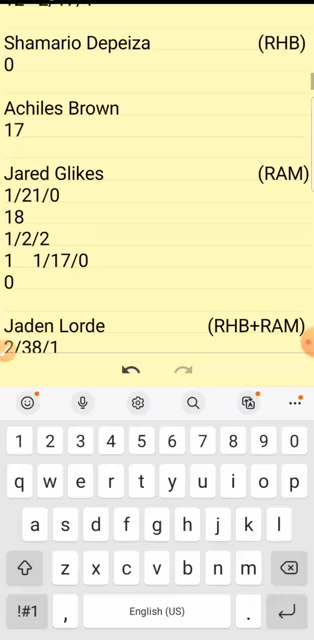 Shamario Depeiza (RHB)
0
Achiles Brown
17
Jared Glikes (RAM)
1/21/0
18
1/2/2
1 1/17/0
0
Jaden Lorde (RHB+RAM)
2/38/1
1 2 3 4 5 6 7 8 9 0
q w e r t y u i o p
a s d f g h j k l
z x c v b n m
!#1 , English (US) .